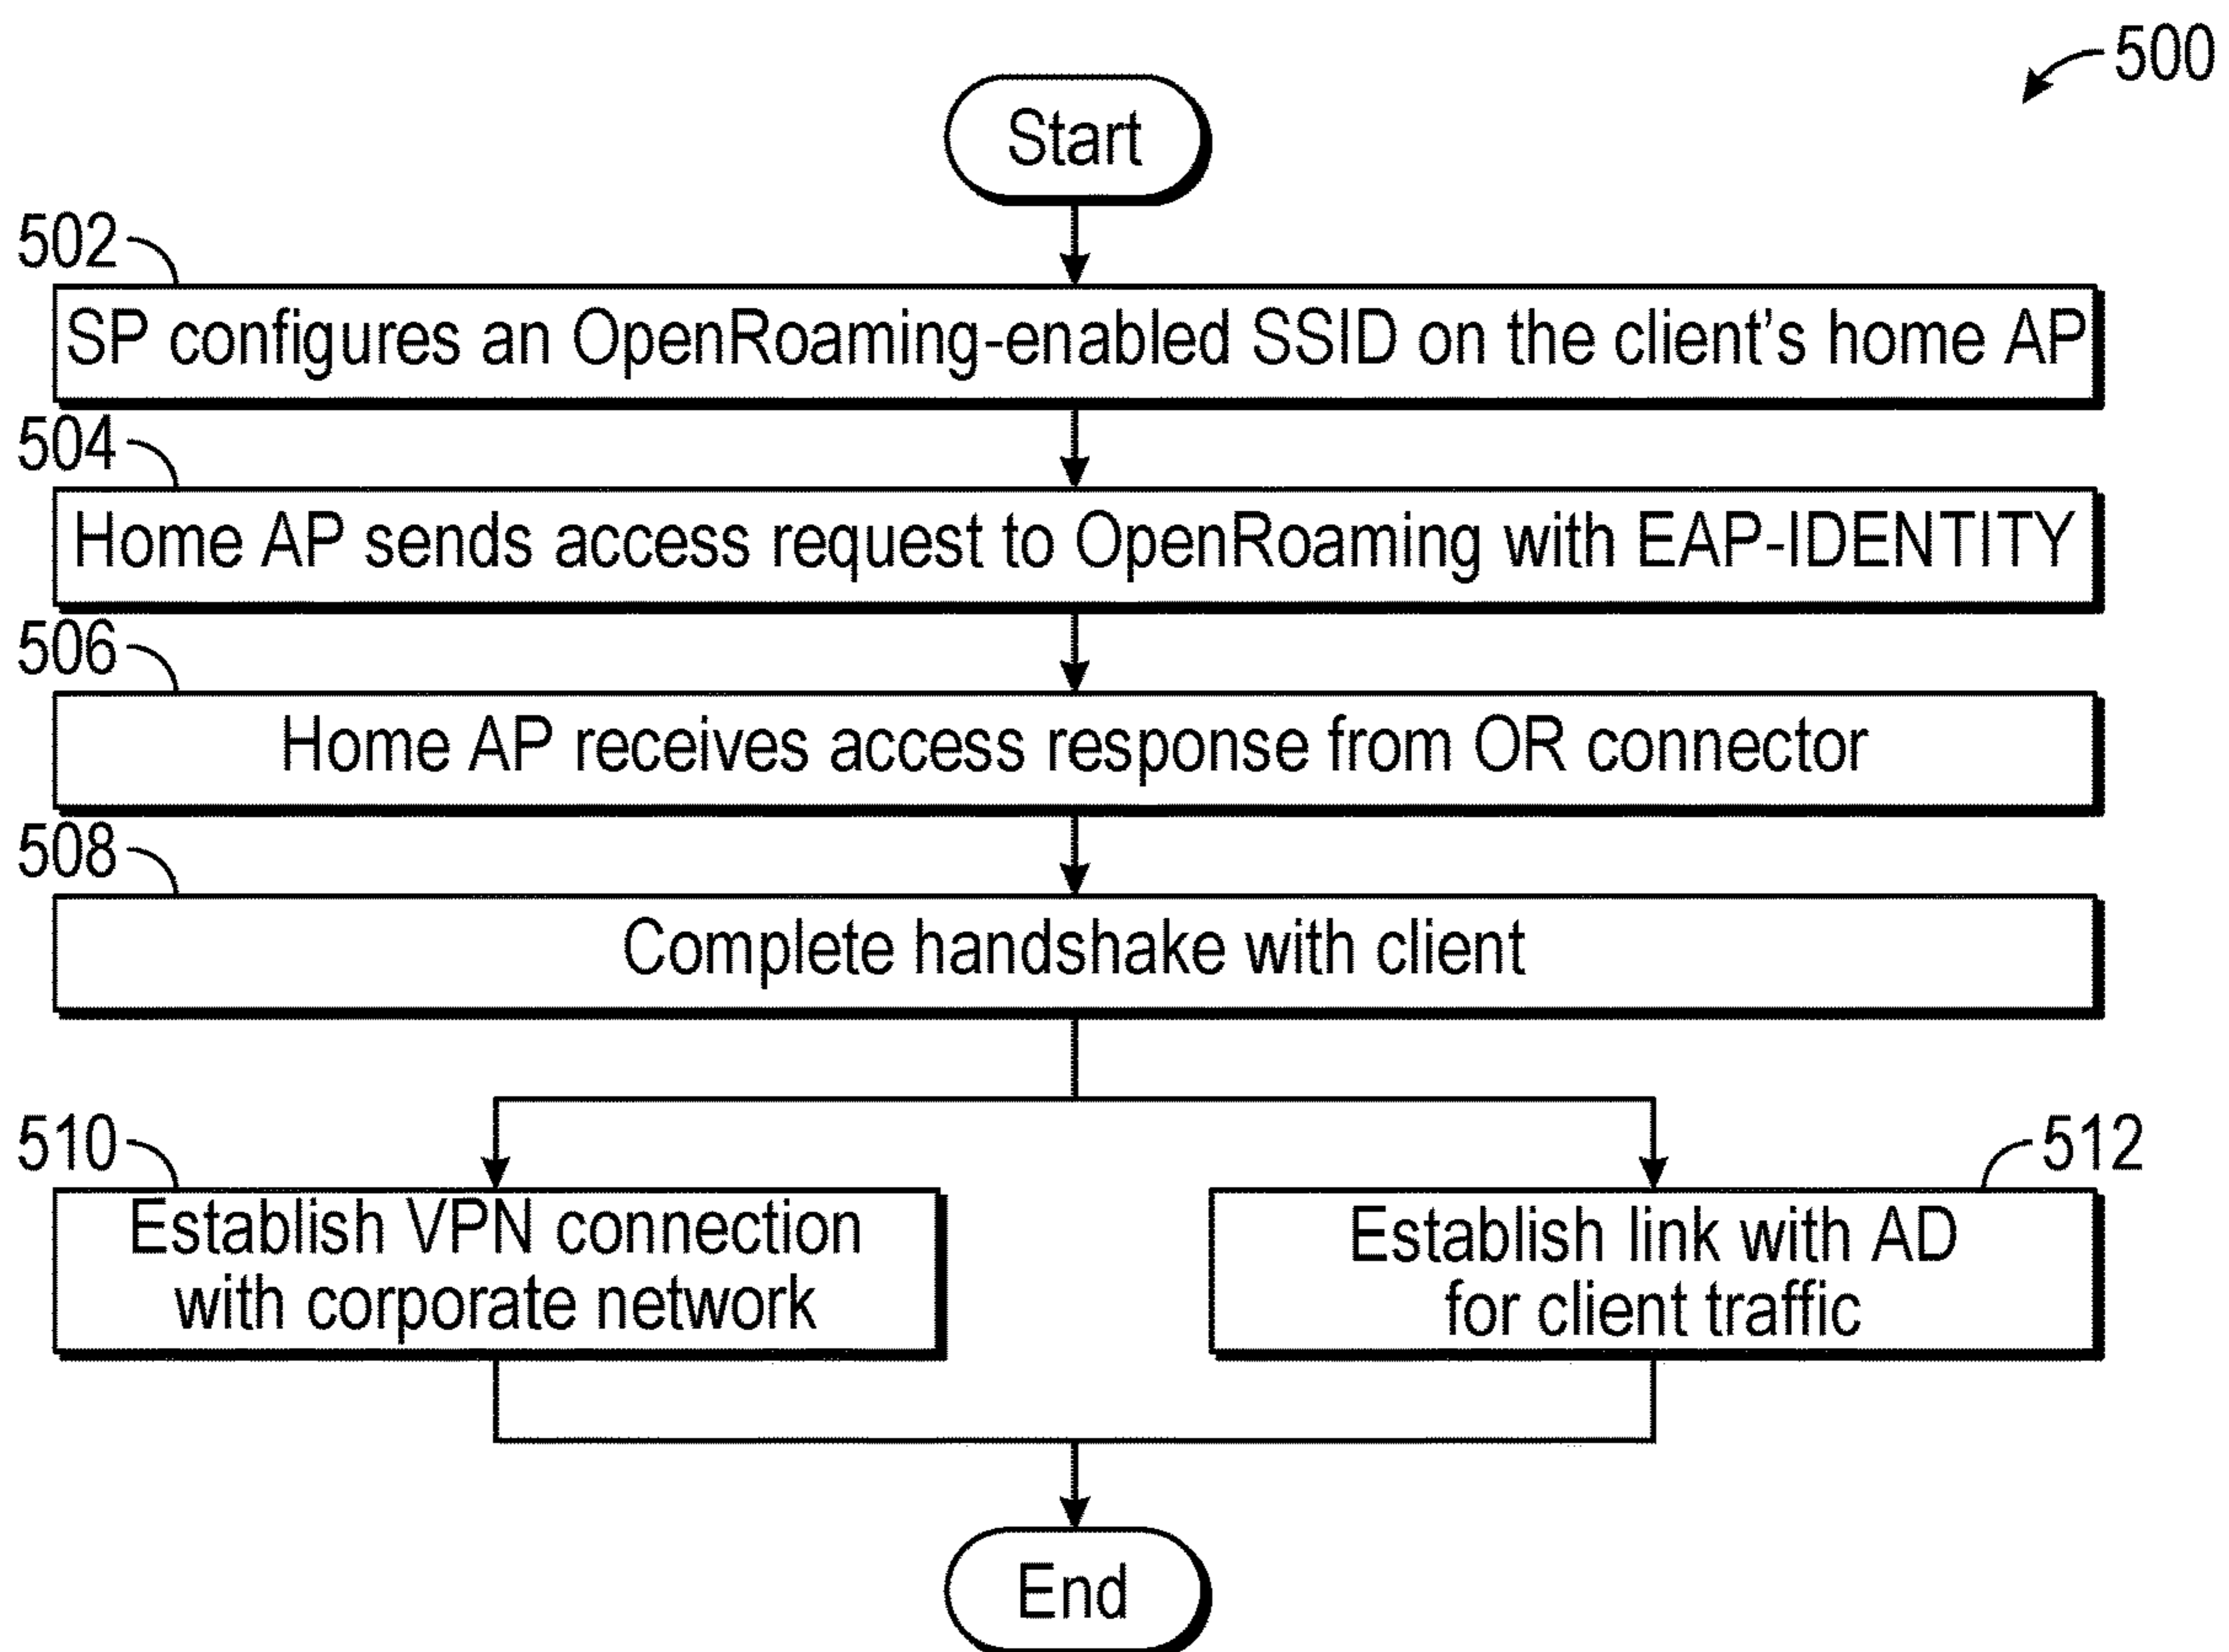 500
Start
502
SP configures an OpenRoaming-enabled SSID on the client's home AP
504
Home AP sends access request to OpenRoaming with EAP-IDENTITY
506
Home AP receives access response from OR connector
508
Complete handshake with client
510
Establish VPN connection
with corporate network
512
Establish link with AD
for client traffic
End